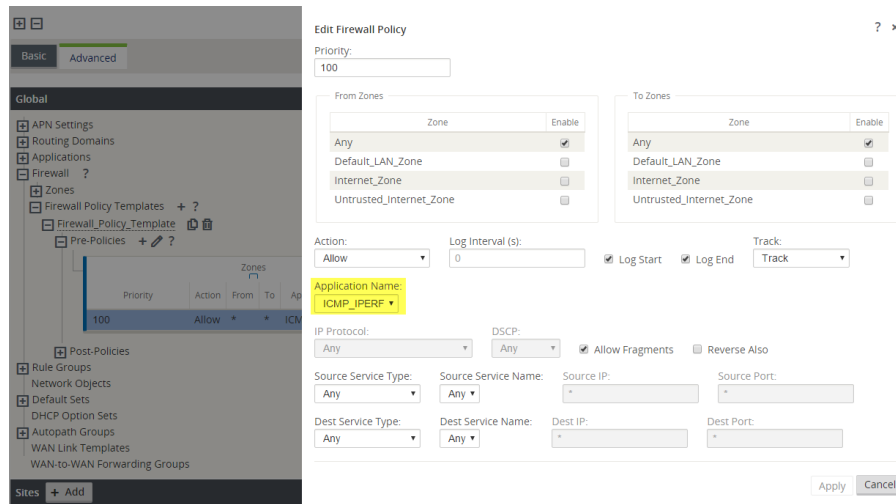 Basic
Advanced
Global
APN Settings
Routing Domains
Applications
Firewall ?
Zones
Firewall Policy Templates + ?
Firewall_Policy_Template
Pre-Policies + ?
Zones
Priority Action From To Ap
100 Allow * * ICM
Post-Policies
Rule Groups
Network Objects
Default Sets
DHCP Option Sets
Autopath Groups
WAN Link Templates
WAN-to-WAN Forwarding Groups
Sites + Add
Edit Firewall Policy ? ×
Priority:
100
From Zones To Zones
Zone Enable Zone Enable
Any Any
Default_LAN_Zone Default_LAN_Zone
Internet_Zone Internet_Zone
Untrusted_Internet_Zone Untrusted_Internet_Zone
Action: Log Interval (s): Track:
Allow 0 Log Start Log End Track
Application Name:
ICMP_IPERF
IP Protocol: DSCP:
Any Any Allow Fragments Reverse Also
Source Service Type: Source Service Name: Source IP: Source Port:
Any Any * *
Dest Service Type: Dest Service Name: Dest IP: Dest Port:
Any Any * *
Apply Cancel